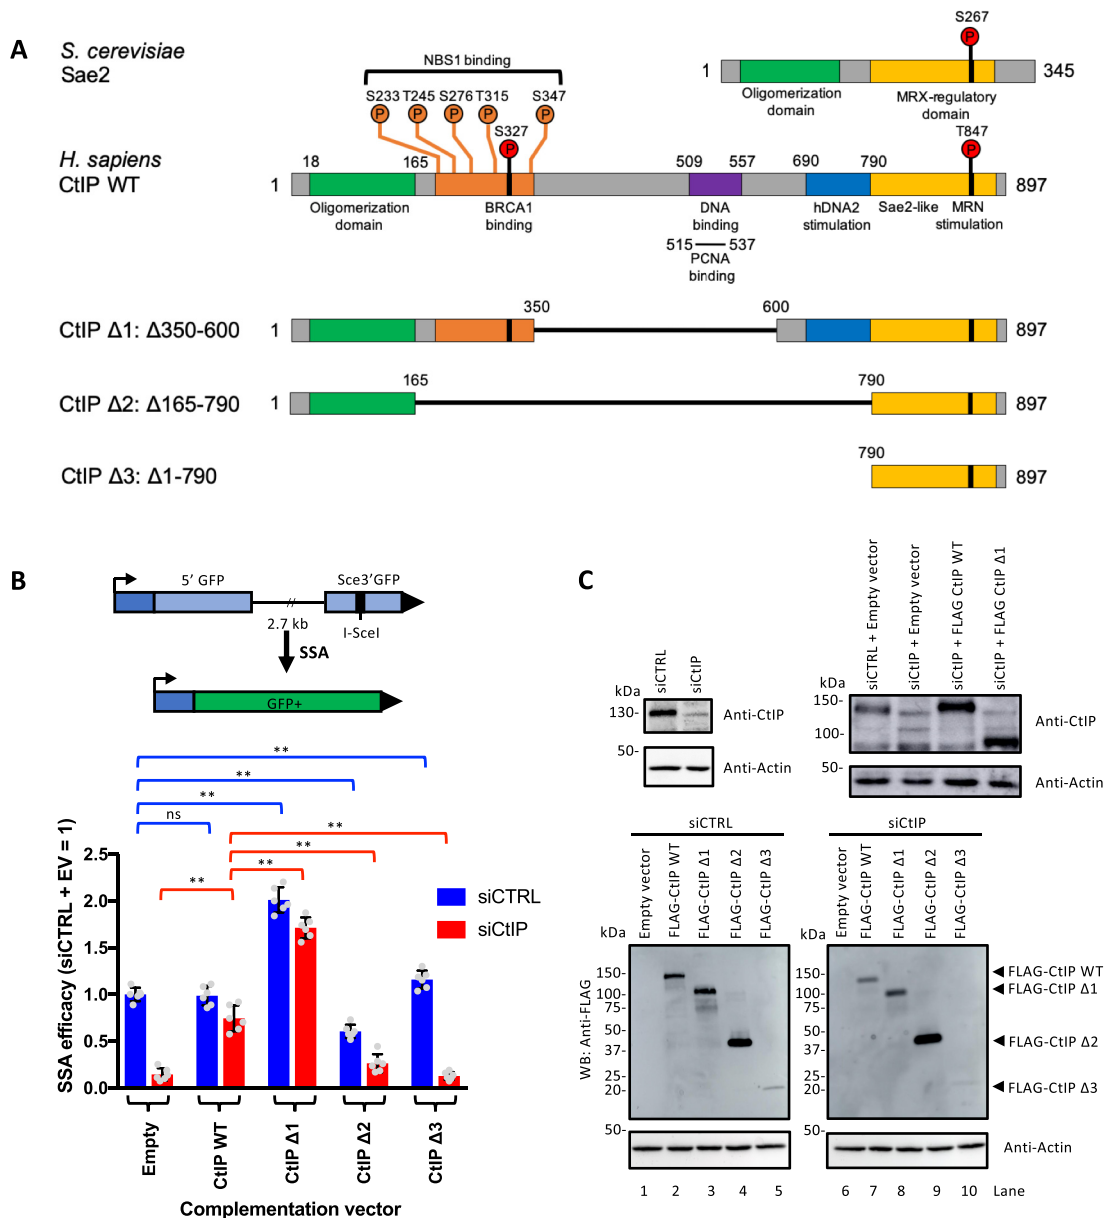 A
S. cerevisiae
Sae2
S267
P
1
345
Oligomerization
domain
MRX-regulatory
domain
NBS1 binding
S233 T245 S276 T315 S347
P P P P P
S327
P
T847
P
H. sapiens
CtIP WT
18 165 509 557 690 790
1
897
Oligomerization
domain
BRCA1
binding
DNA
binding
hDNA2
stimulation
Sae2-like
MRN
stimulation
515 537
PCNA
binding
350 600
CtIP Δ1: Δ350-600 1 897
165 790
CtIP Δ2: Δ165-790 1 897
790
CtIP Δ3: Δ1-790 897
B
5' GFP
Sce3'GFP
//
2.7 kb
I-SceI
SSA
GFP+
**
**
**
ns
**
**
**
**
SSA efficacy (siCTRL + EV = 1)
2.5
2.0
1.5
1.0
0.5
0.0
siCTRL
siCtIP
Empty
CtIP WT
CtIP Δ1
CtIP Δ2
CtIP Δ3
Complementation vector
C
siCTRL
siCtIP
kDa
130-
Anti-CtIP
50-
Anti-Actin
siCTRL + Empty vector
siCtIP + Empty vector
siCtIP + FLAG CtIP WT
siCtIP + FLAG CtIP Δ1
kDa
150-
100-
Anti-CtIP
50-
Anti-Actin
siCTRL
Empty vector
FLAG-CtIP WT
FLAG-CtIP Δ1
FLAG-CtIP Δ2
FLAG-CtIP Δ3
kDa
WB: Anti-FLAG
150-
100-
75-
50-
37-
25-
20-
50-
siCtIP
Empty vector
FLAG-CtIP WT
FLAG-CtIP Δ1
FLAG-CtIP Δ2
FLAG-CtIP Δ3
kDa
150-
100-
75-
50-
37-
25-
20-
50-
FLAG-CtIP WT
FLAG-CtIP Δ1
FLAG-CtIP Δ2
FLAG-CtIP Δ3
Anti-Actin
1 2 3 4 5 6 7 8 9 10 Lane